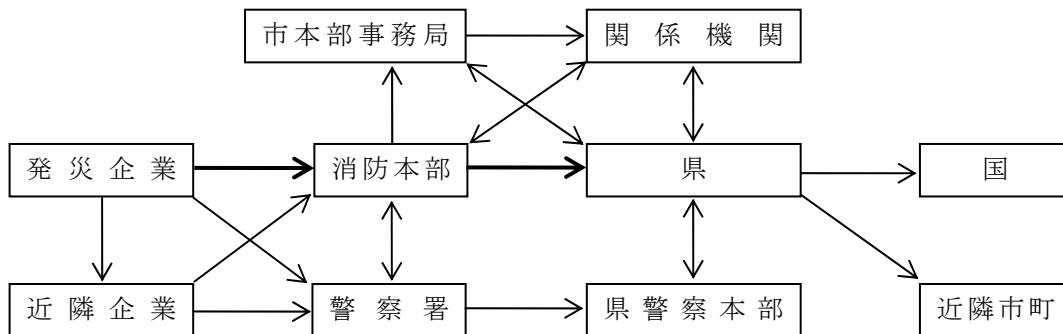 市本部事務局
関係機関
発災企業
消防本部
県
国
近隣企業
警察署
県警察本部
近隣市町